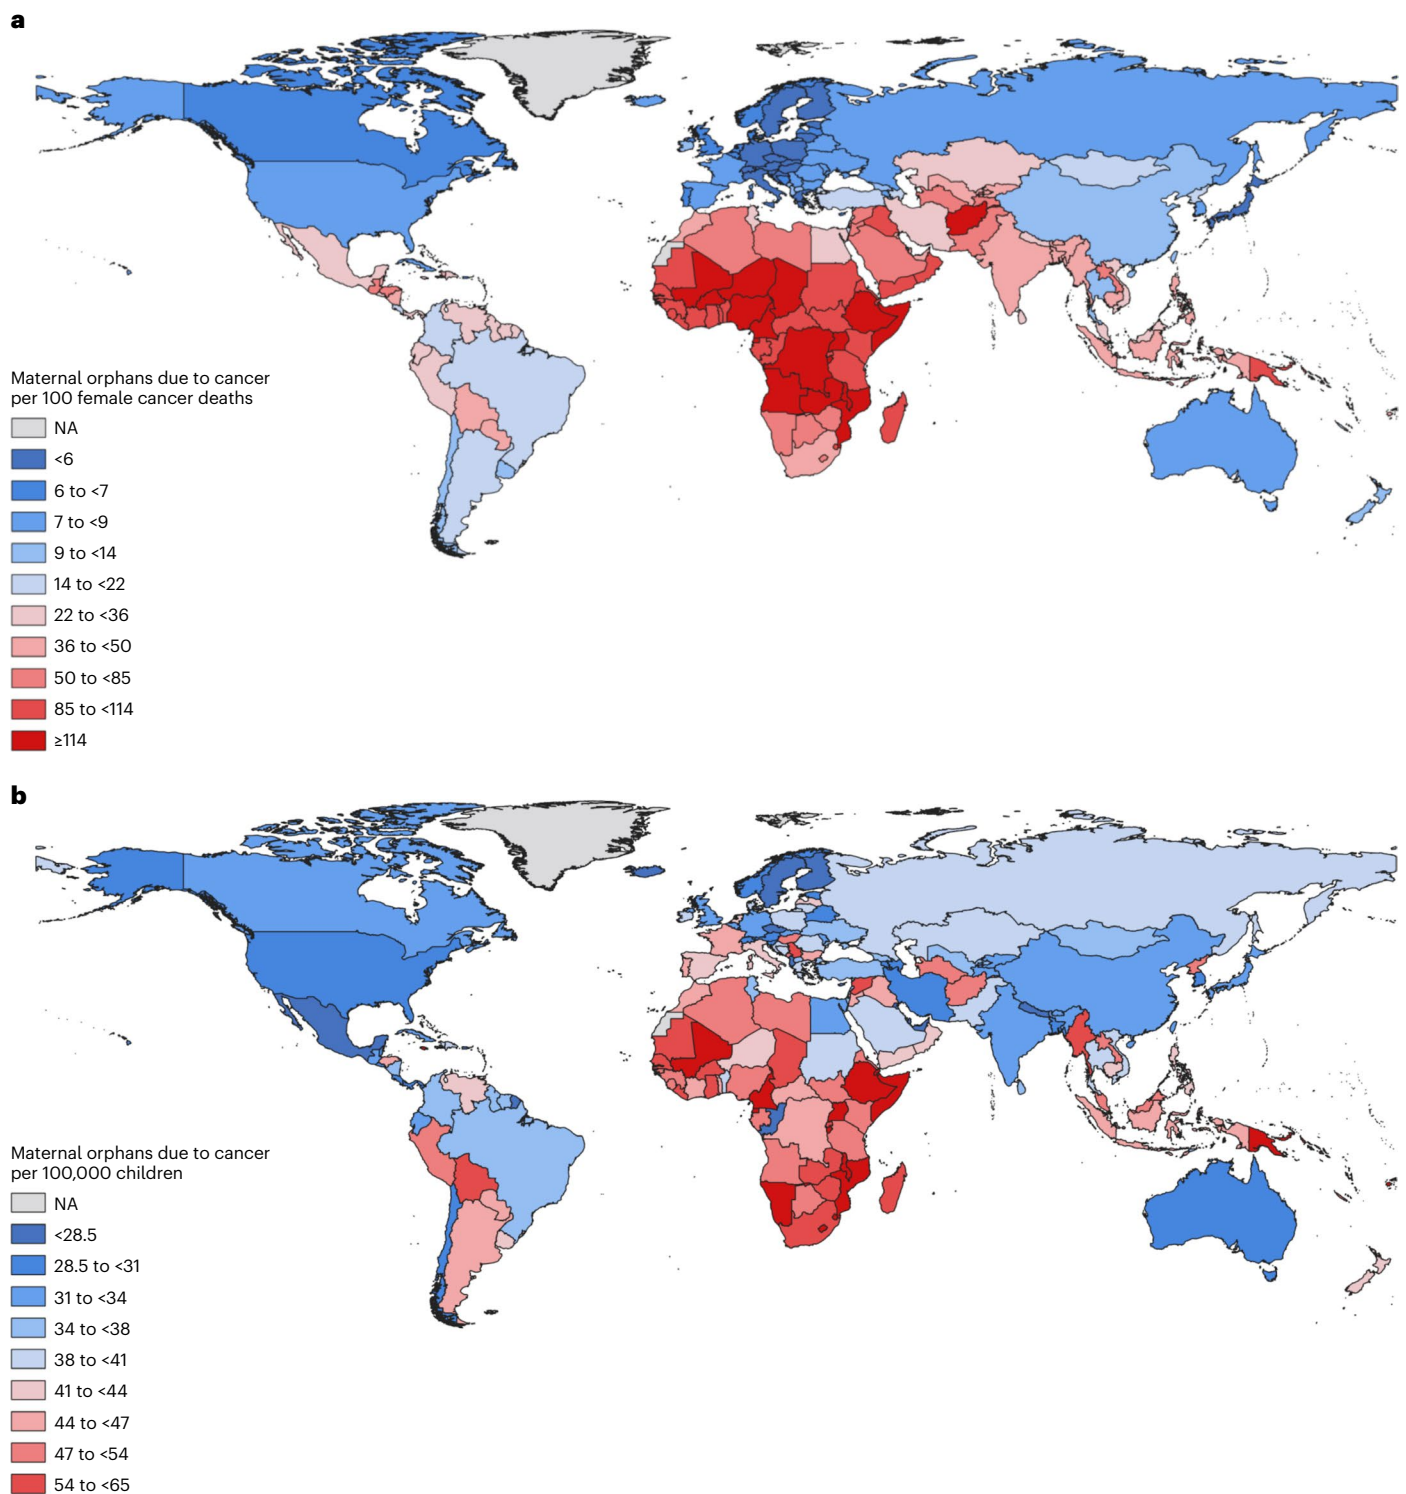 a
Maternal orphans due to cancer
per 100 female cancer deaths
NA
<6
6 to <7
7 to <9
9 to <14
14 to <22
22 to <36
36 to <50
50 to <85
85 to <114
≥114
b
Maternal orphans due to cancer
per 100,000 children
NA
<28.5
28.5 to <31
31 to <34
34 to <38
38 to <41
41 to <44
44 to <47
47 to <54
54 to <65